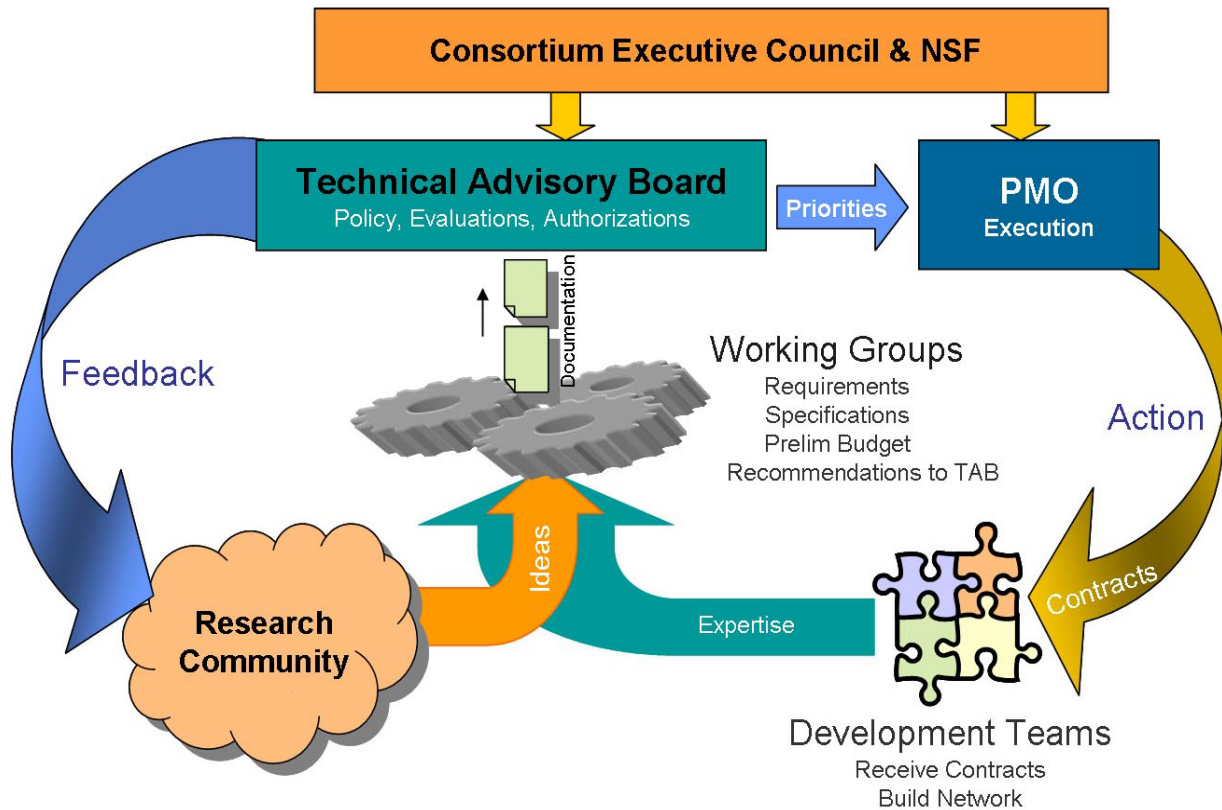 Consortium Executive Council & NSF
Technical Advisory Board
Policy, Evaluations, Authorizations
Priorities
PMO
Execution
Documentation
Feedback
Working Groups
Requirements
Specifications
Prelim Budget
Recommendations to TAB
Action
Ideas
Contracts
Research
Community
Expertise
Development Teams
Receive Contracts
Build Network